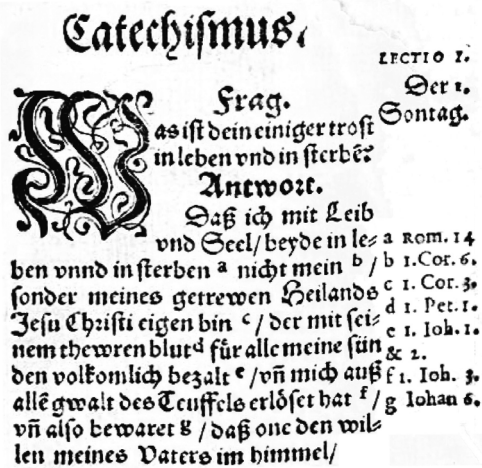 Catechismus.
LECTIO I.
Der 1.
Sontag.
Frag.
Was ist dein einiger trost
in leben vnd in sterbē?
Antwort.
Daß ich mit Leib
vnd Seel/ beyde in le⸗
ben vnnd in sterben ᵃ nicht mein ᵇ/
sonder meines getrewen Heilands
Jesu Christi eigen bin ᶜ/ der mit sei⸗
nem thewren blut ᵈ für alle meine sün
den volkomlich bezalt ᵉ/ vñ mich auß
allē gwalt des Teuffels erlöset hat ᶠ/
vñ also bewaret ᵍ/ daß one den wil⸗
len meines Vaters im himmel/
a Rom. 14
b 1.Cor. 6.
c 1. Cor. 3.
d 1. Pet. 1.
e 1. Ioh. 1.
& 2.
f 1. Ioh. 3.
g Iohan 6.